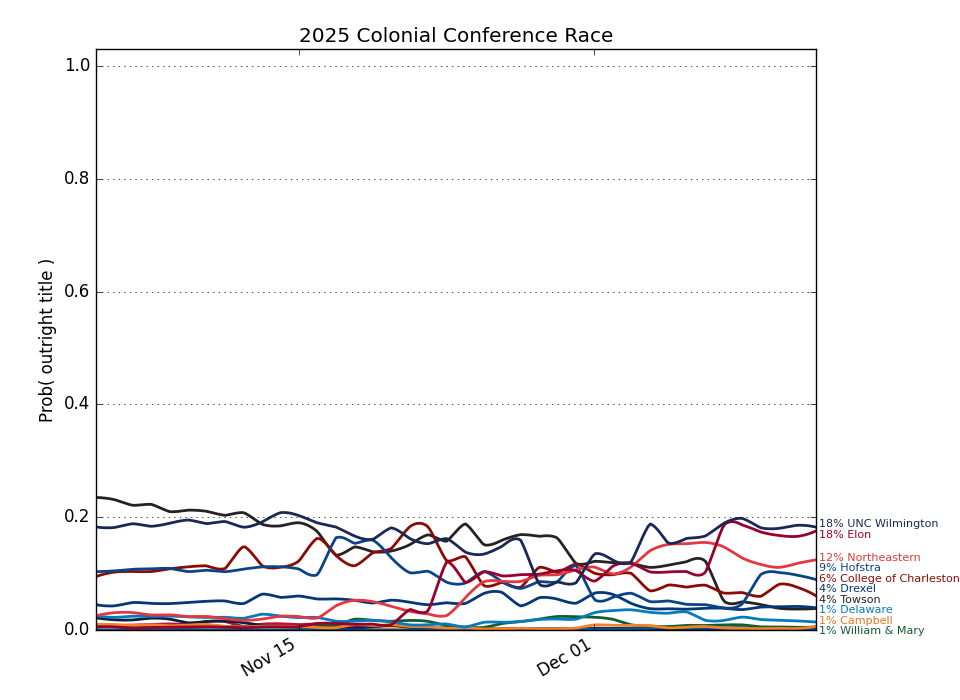 2025 Colonial Conference Race
1.0
0.8
0.6
0.4
0.2
0.0
Prob( outright title )
Nov 15
Dec 01
18% UNC Wilmington
18% Elon
12% Northeastern
9% Hofstra
6% College of Charleston
4% Drexel
4% Towson
1% Delaware
1% Campbell
1% William & Mary